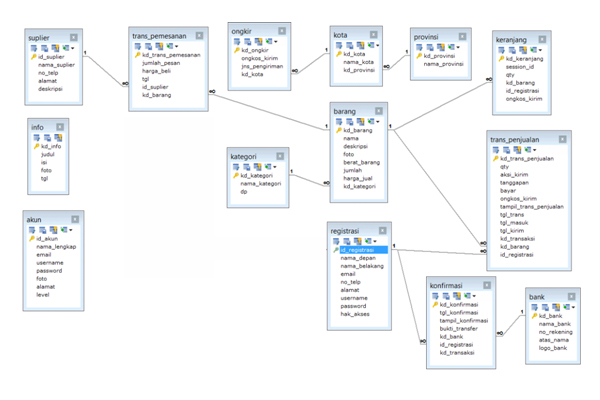 suplier
id_suplier
nama_suplier
no_telp
alamat
deskripsi
1
∞
trans_pemesanan
kd_trans_pemesanan
jumlah_pesan
harga_beli
tgl
id_suplier
kd_barang
∞
ongkir
kd_ongkir
ongkos_kirim
jns_pengiriman
kd_kota
∞
1
kota
kd_kota
nama_kota
kd_provinsi
∞
1
provinsi
kd_provinsi
nama_provinsi
keranjang
kd_keranjang
session_id
qty
kd_barang
id_registrasi
ongkos_kirim
∞
info
kd_info
judul
isi
foto
tgl
kategori
kd_kategori
nama_kategori
dp
1
∞
barang
1
1
kd_barang
nama
deskripsi
foto
berat_barang
jumlah
harga_jual
kd_kategori
trans_penjualan
kd_trans_penjualan
qty
aksi_kirim
tanggapan
bayar
ongkos_kirim
tampil_trans_penjualan
tgl_trans
tgl_masuk
tgl_kirim
kd_transaksi
kd_barang
id_registrasi
∞
∞
akun
id_akun
nama_lengkap
email
username
password
foto
alamat
level
registrasi
1
id_registrasi
nama_depan
nama_belakang
email
no_telp
alamat
username
password
hak_akses
konfirmasi
kd_konfirmasi
tgl_konfirmasi
tampil_konfirmasi
bukti_transfer
kd_bank
id_registrasi
kd_transaksi
∞
∞
1
bank
kd_bank
nama_bank
no_rekening
atas_nama
logo_bank